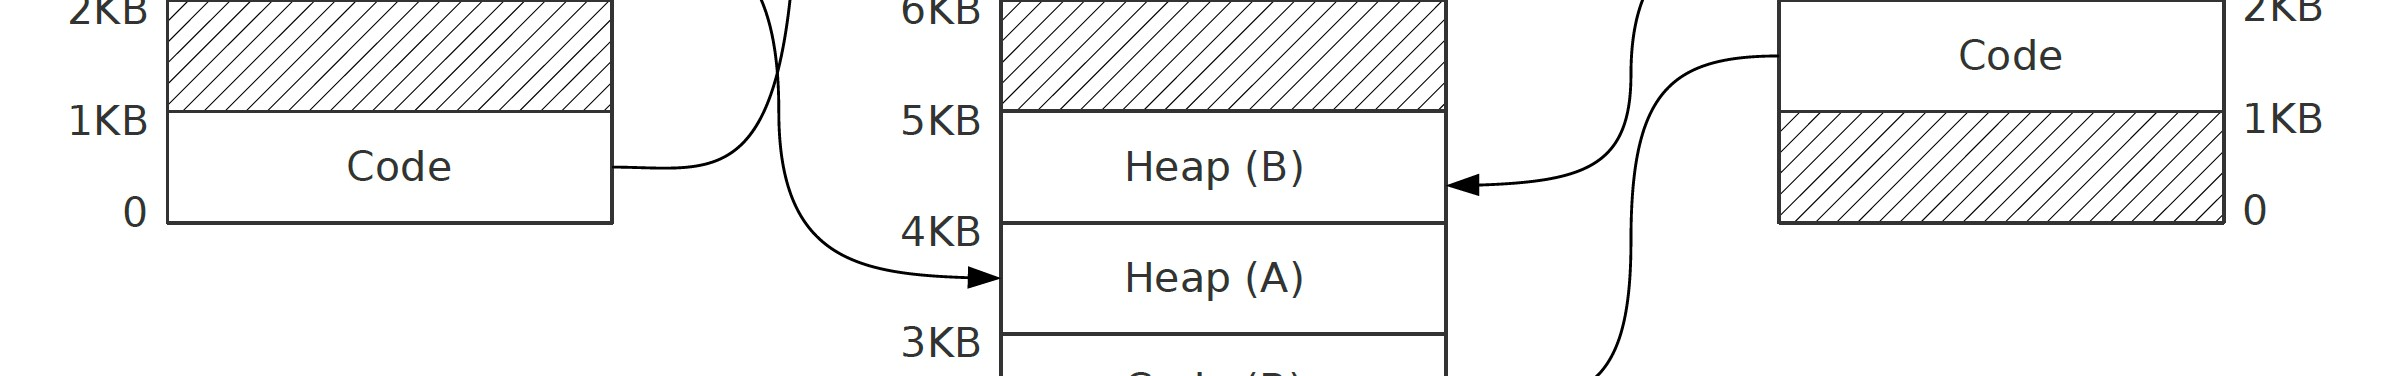 2KB
1KB
Code
0
6KB
5KB
Heap (B)
4KB
Heap (A)
3KB
2KB
Code
1KB
0